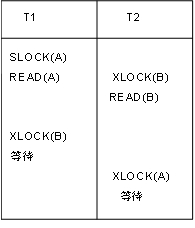 T1 T2
SLOCK(A)
READ(A) XLOCK(B)
READ(B)
XLOCK(B)
等待
XLOCK(A)
等待